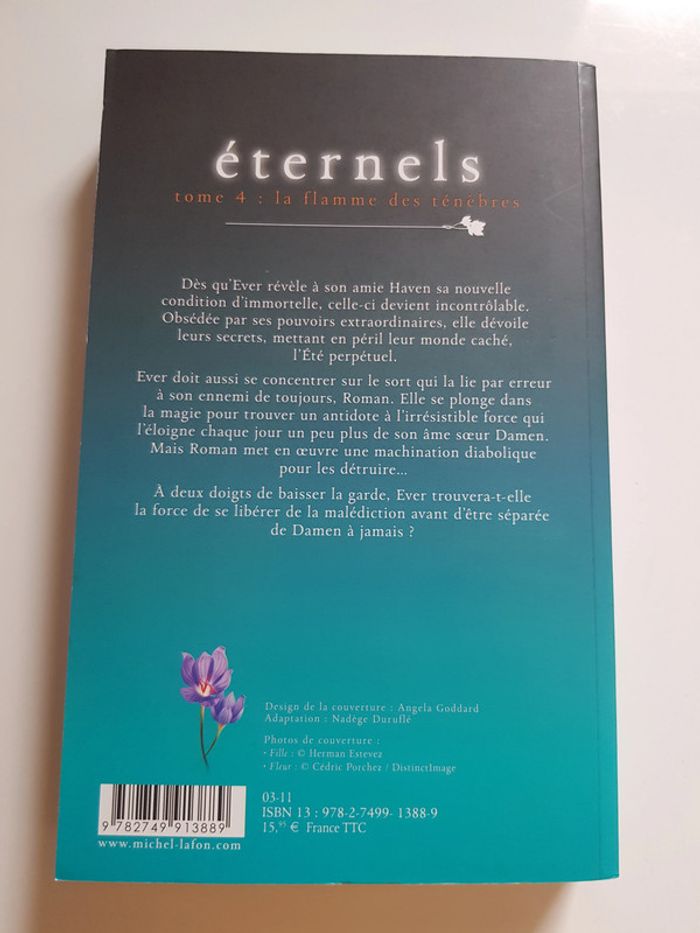 éternels
tome 4 : la flamme des ténèbres
Dès qu'Ever révèle à son amie Haven sa nouvelle
condition d'immortelle, celle-ci devient incontrôlable.
Obsédée par ses pouvoirs extraordinaires, elle dévoile
leurs secrets, mettant en péril leur monde caché,
l'Été perpétuel.
Ever doit aussi se concentrer sur le sort qui la lie par erreur
à son ennemi de toujours, Roman. Elle se plonge dans
la magie pour trouver un antidote à l'irrésistible force qui
l'éloigne chaque jour un peu plus de son âme sœur Damen.
Mais Roman met en œuvre une machination diabolique
pour les détruire...
À deux doigts de baisser la garde, Ever trouvera-t-elle
la force de se libérer de la malédiction avant d'être séparée
de Damen à jamais ?
Design de la couverture : Angela Goddard
Adaptation : Nadège Duruflé
Photos de couverture :
• Fille : © Herman Estevez
• Fleur : © Cédric Porchez / DistinctImage
03-11
ISBN 13 : 978-2-7499- 1388-9
15,95 € France TTC
9 782749 913889
www.michel-lafon.com